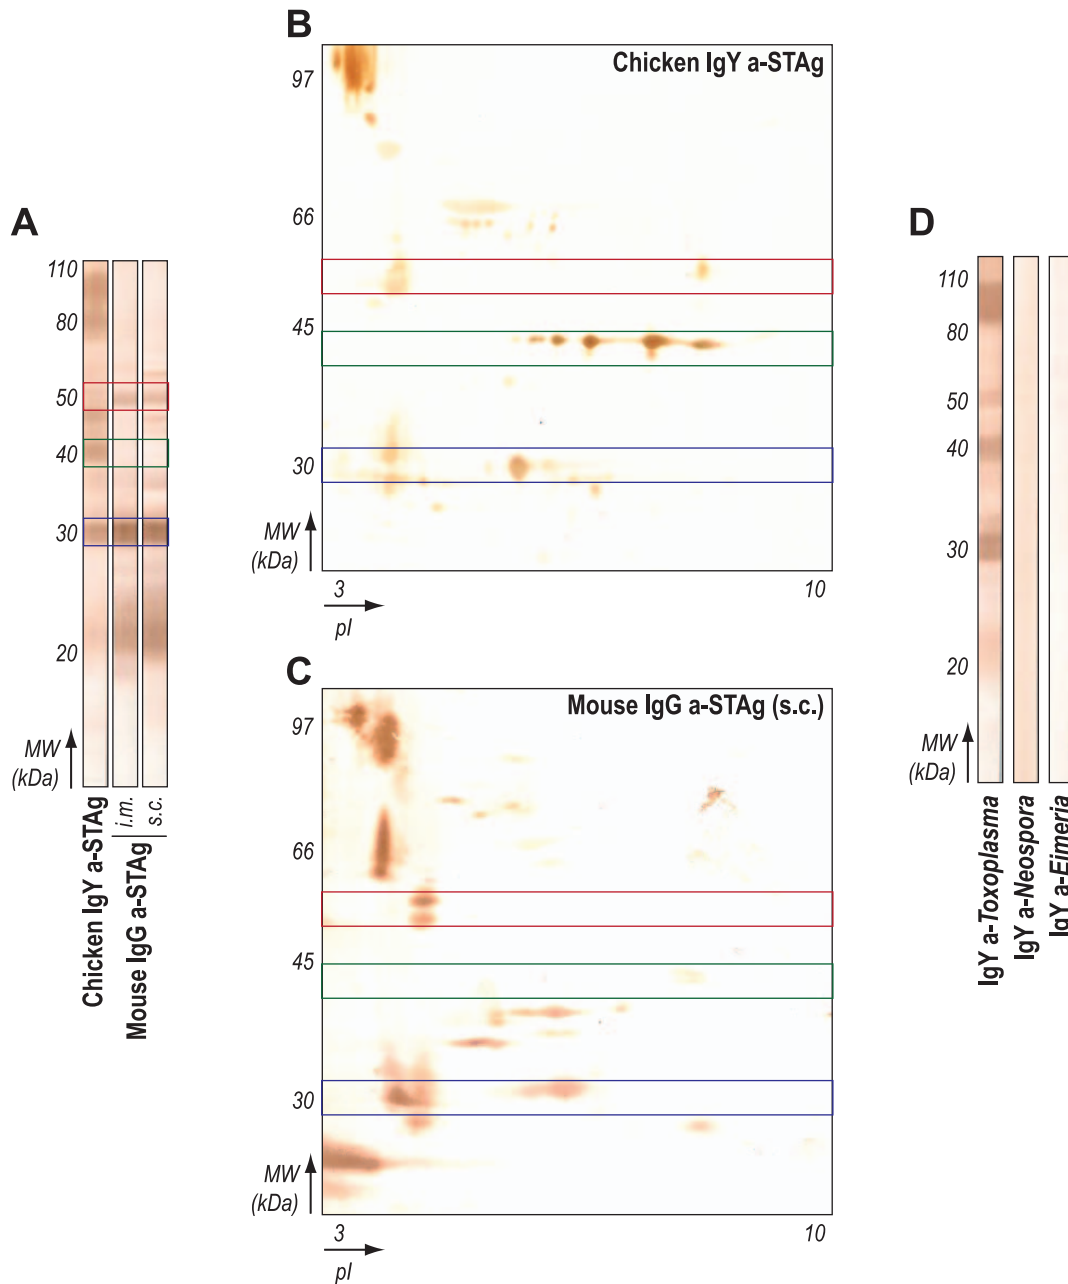 A
110
80
50
40
30
20
MW
(kDa)
Chicken IgY a-STAg
i.m.
s.c.
Mouse IgG a-STAg
B
Chicken IgY a-STAg
97
66
45
30
MW
(kDa)
3
10
pI
C
Mouse IgG a-STAg (s.c.)
97
66
45
30
MW
(kDa)
3
10
pI
D
110
80
50
40
30
20
MW
(kDa)
IgY a-Toxoplasma
IgY a-Neospora
IgY a-Eimeria